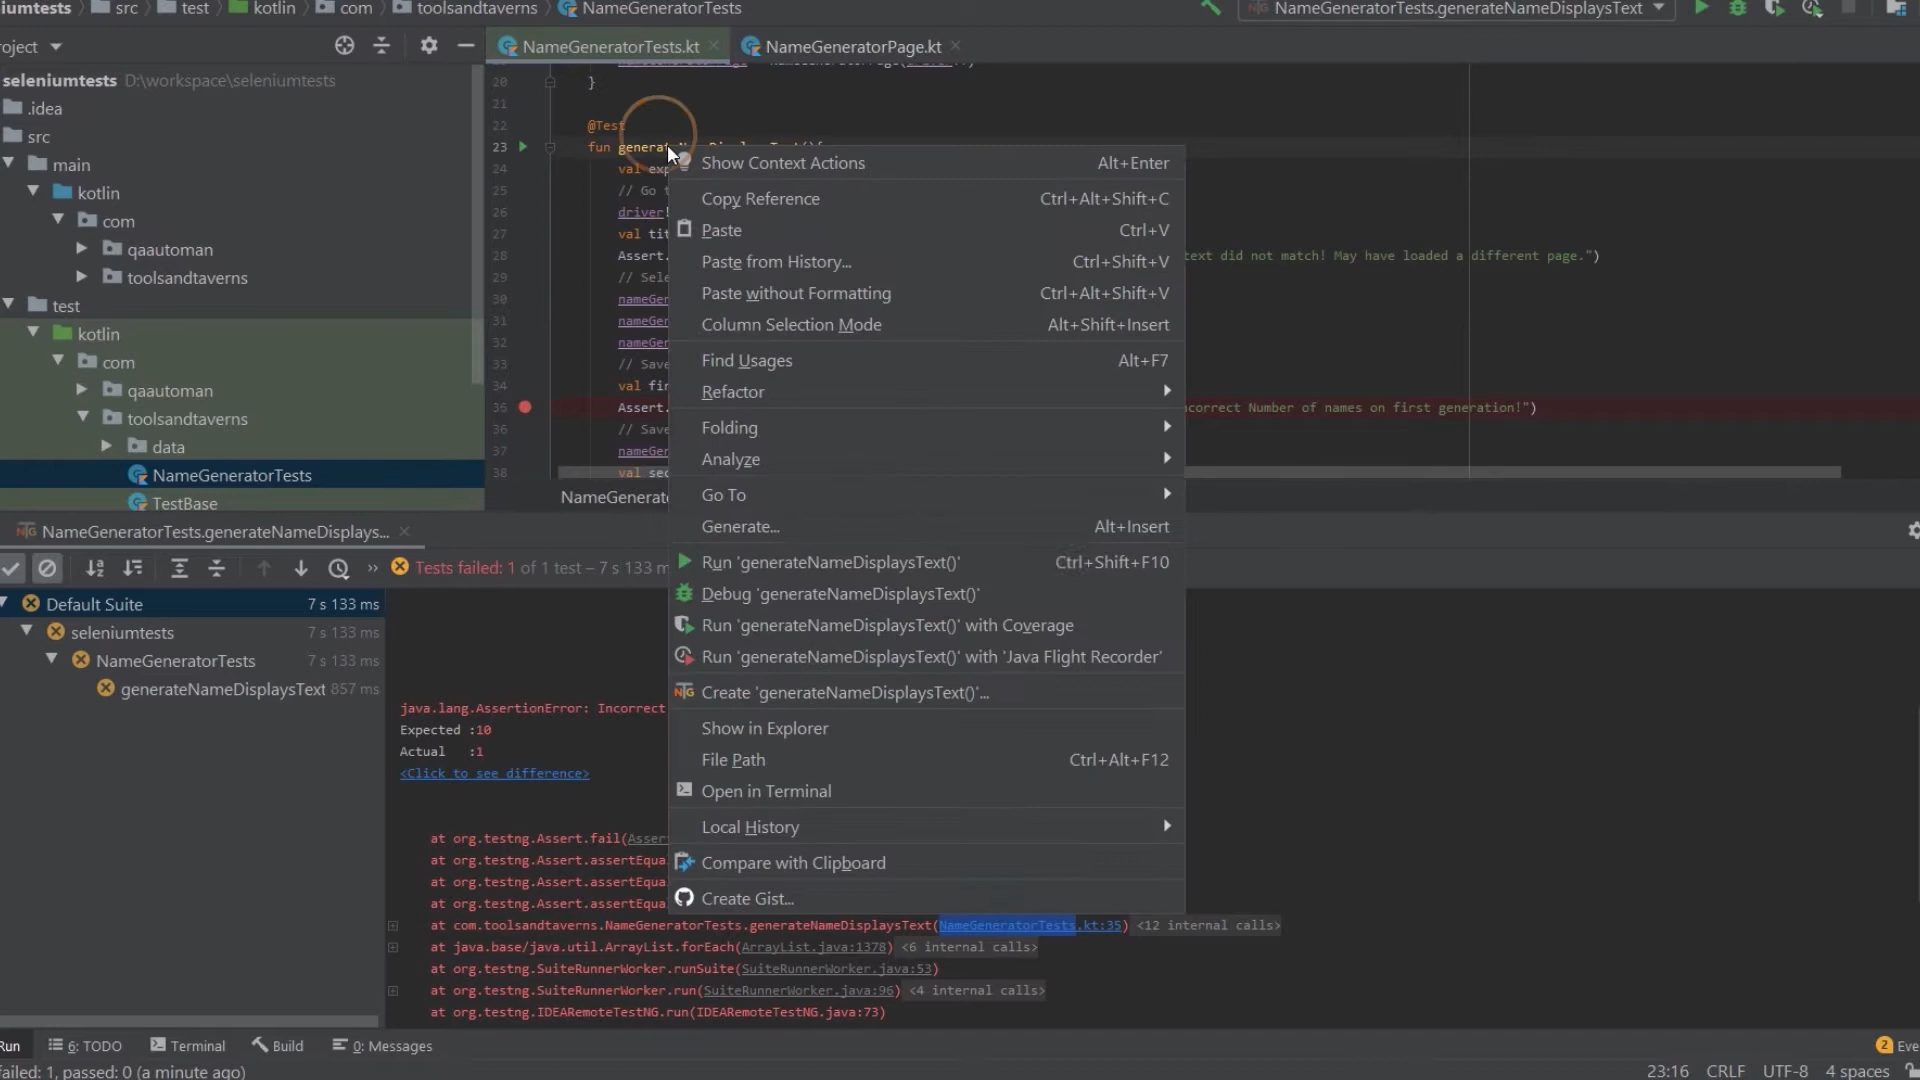 iumtests src test kotlin com toolsandtaverns NameGeneratorTests
NameGeneratorTests.generateNameDisplaysText
roject
NameGeneratorTests.kt
NameGeneratorPage.kt
seleniumtests D:\workspace\seleniumtests
.idea
src
main
kotlin
com
qaautoman
toolsandtaverns
test
kotlin
com
qaautoman
toolsandtaverns
data
NameGeneratorTests
TestBase
20 }
21
22 @Test
23 fun generat
24 val exp
25 // Go t
26 driver!
27 val tit
28 Assert. text did not match! May have loaded a different page.")
29 // Sele
30 nameGer
31 nameGer
32 nameGer
33 // Save
34 val fir
35 Assert. ncorrect Number of names on first generation!")
36 // Save
37 nameGer
38 val sec
NameGenerato
Show Context Actions Alt+Enter
Copy Reference Ctrl+Alt+Shift+C
Paste Ctrl+V
Paste from History... Ctrl+Shift+V
Paste without Formatting Ctrl+Alt+Shift+V
Column Selection Mode Alt+Shift+Insert
Find Usages Alt+F7
Refactor
Folding
Analyze
Go To
Generate... Alt+Insert
Run 'generateNameDisplaysText()' Ctrl+Shift+F10
Debug 'generateNameDisplaysText()'
Run 'generateNameDisplaysText()' with Coverage
Run 'generateNameDisplaysText()' with 'Java Flight Recorder'
Create 'generateNameDisplaysText()'...
Show in Explorer
File Path Ctrl+Alt+F12
Open in Terminal
Local History
Compare with Clipboard
Create Gist...
NameGeneratorTests.generateNameDisplays...
Tests failed: 1 of 1 test – 7 s 133 m
Default Suite 7 s 133 ms
seleniumtests 7 s 133 ms
NameGeneratorTests 7 s 133 ms
generateNameDisplaysText 857 ms
java.lang.AssertionError: Incorrect
Expected :10
Actual :1
<Click to see difference>
at org.testng.Assert.fail(Asser
at org.testng.Assert.assertEqua
at org.testng.Assert.assertEqua
at org.testng.Assert.assertEqua
at com.toolsandtaverns.NameGeneratorTests.generateNameDisplaysText(NameGeneratorTests.kt:35) <12 internal calls>
at java.base/java.util.ArrayList.forEach(ArrayList.java:1378) <6 internal calls>
at org.testng.SuiteRunnerWorker.runSuite(SuiteRunnerWorker.java:53)
at org.testng.SuiteRunnerWorker.run(SuiteRunnerWorker.java:96) <4 internal calls>
at org.testng.IDEARemoteTestNG.run(IDEARemoteTestNG.java:73)
Run 6: TODO Terminal Build 0: Messages 2 Eve
failed: 1, passed: 0 (a minute ago) 23:16 CRLF UTF-8 4 spaces